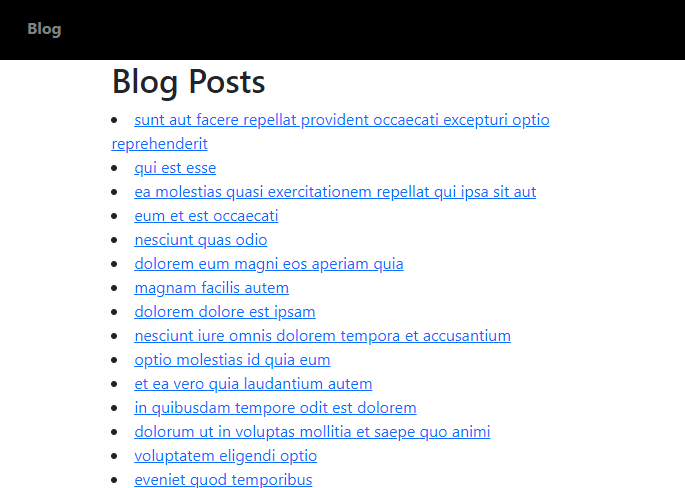 Blog
Blog Posts
• sunt aut facere repellat provident occaecati excepturi optio
reprehenderit
• qui est esse
• ea molestias quasi exercitationem repellat qui ipsa sit aut
• eum et est occaecati
• nesciunt quas odio
• dolorem eum magni eos aperiam quia
• magnam facilis autem
• dolorem dolore est ipsam
• nesciunt iure omnis dolorem tempora et accusantium
• optio molestias id quia eum
• et ea vero quia laudantium autem
• in quibusdam tempore odit est dolorem
• dolorum ut in voluptas mollitia et saepe quo animi
• voluptatem eligendi optio
• eveniet quod temporibus